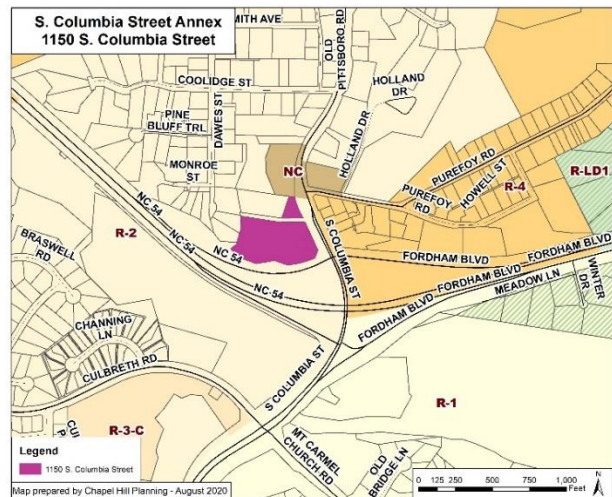 S. Columbia Street Annex
1150 S. Columbia Street
OLD
PITTSBORO RD
COOLIDGE ST
HOLLAND
DR
PINE
BLUFF TRL
DAWES ST
HOLLAND DR
MONROE
ST
NC
PUREFOY RD
R-LD1
HOWELL ST
PUREFOY
RD
R-4
NC 54
R-2
NC 54
NC 54
S COLUMBIA ST
FORDHAM BLVD
FORDHAM BLVD
FORDHAM BLVD
BRASWELL
RD
NC 54
MEADOW LN
WINTER
DR
FORDHAM BLVD
CHANNING
LN
CULBRETH RD
S COLUMBIA ST
R-1
R-3-C
MT CARMEL
CHURCH RD
OLD
BRIDGE LN
Legend
1150 S. Columbia Street
0 125 250 500 750 1,000
Feet
N
Map prepared by Chapel Hill Planning - August 2020